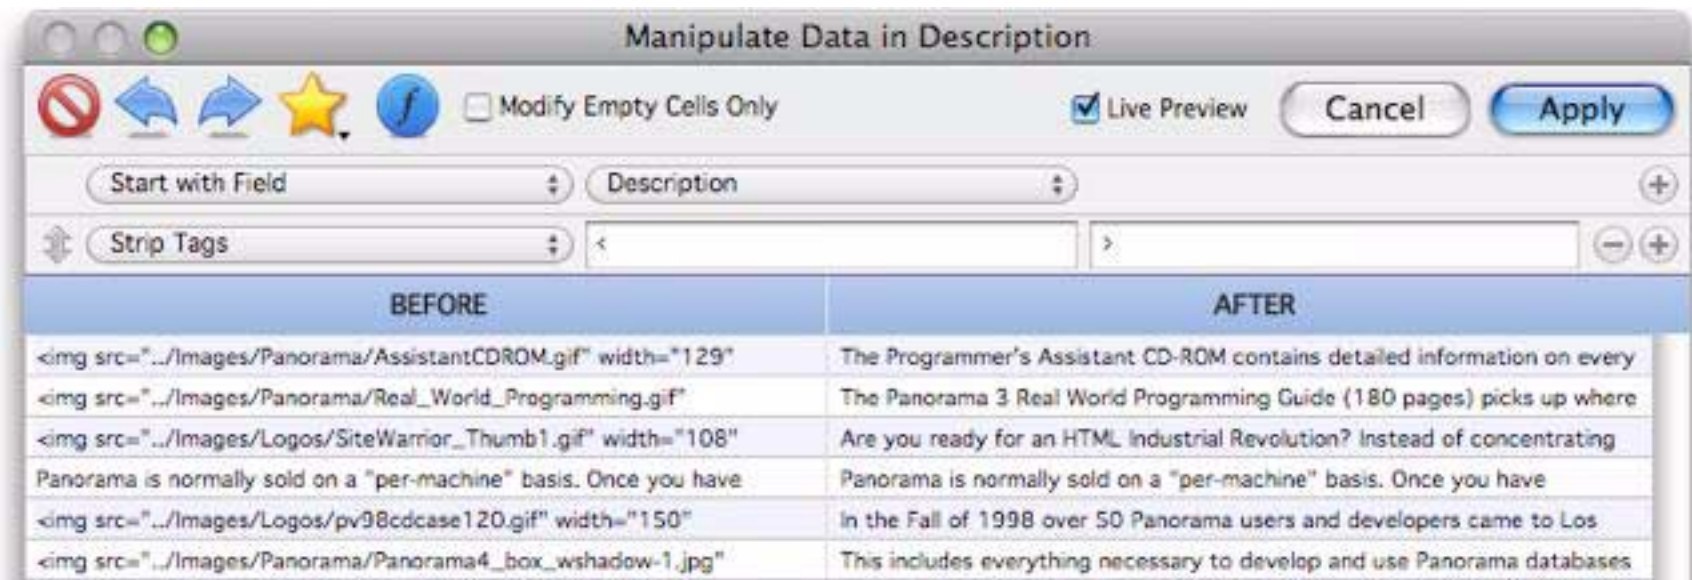 Manipulate Data in Description
f Modify Empty Cells Only Live Preview Cancel Apply
Start with Field Description
Strip Tags < >
BEFORE AFTER
<img src="../Images/Panorama/AssistantCDROM.gif" width="129" The Programmer's Assistant CD-ROM contains detailed information on every
<img src="../Images/Panorama/Real_World_Programming.gif" The Panorama 3 Real World Programming Guide (180 pages) picks up where
<img src="../Images/Logos/SiteWarrior_Thumb1.gif" width="108" Are you ready for an HTML Industrial Revolution? Instead of concentrating
Panorama is normally sold on a "per-machine" basis. Once you have Panorama is normally sold on a "per-machine" basis. Once you have
<img src="../Images/Logos/pv98cdcase120.gif" width="150" In the Fall of 1998 over 50 Panorama users and developers came to Los
<img src="../Images/Panorama/Panorama4_box_wshadow-1.jpg" This includes everything necessary to develop and use Panorama databases